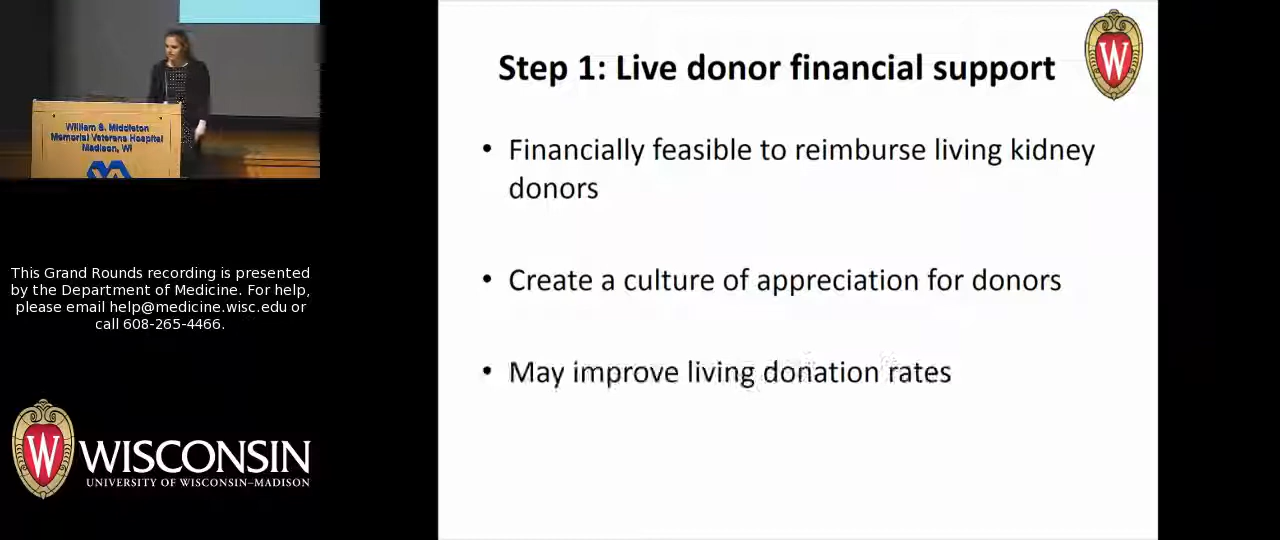 William S. Middleton
Memorial Veterans Hospital
Madison, WI
This Grand Rounds recording is presented
by the Department of Medicine. For help,
please email help@medicine.wisc.edu or
call 608-265-4466.
W
WISCONSIN
UNIVERSITY OF WISCONSIN–MADISON
Step 1: Live donor financial support
W
• Financially feasible to reimburse living kidney
donors
• Create a culture of appreciation for donors
• May improve living donation rates